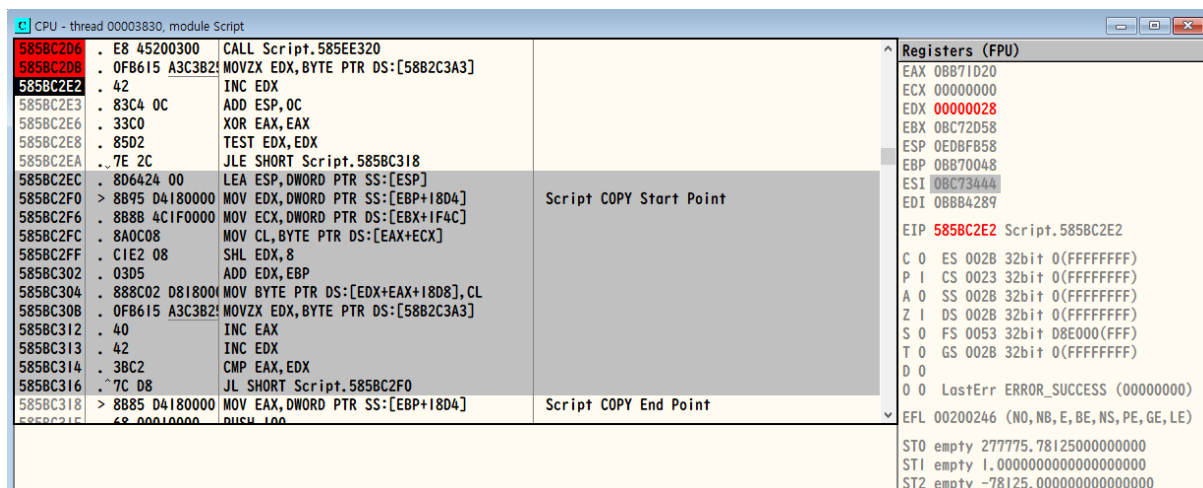 C CPU - thread 00003830, module Script
585BC2D6 . E8 45200300 CALL Script.585EE320
585BC2DB . 0FB615 A3C3B25 MOVZX EDX,BYTE PTR DS:[58B2C3A3]
585BC2E2 . 42 INC EDX
585BC2E3 . 83C4 0C ADD ESP,0C
585BC2E6 . 33C0 XOR EAX,EAX
585BC2E8 . 85D2 TEST EDX,EDX
585BC2EA .ˬ 7E 2C JLE SHORT Script.585BC318
585BC2EC . 8D6424 00 LEA ESP,DWORD PTR SS:[ESP]
585BC2F0 > 8B95 D4180000 MOV EDX,DWORD PTR SS:[EBP+18D4] Script COPY Start Point
585BC2F6 . 8B8B 4C1F0000 MOV ECX,DWORD PTR DS:[EBX+1F4C]
585BC2FC . 8A0C08 MOV CL,BYTE PTR DS:[EAX+ECX]
585BC2FF . C1E2 08 SHL EDX,8
585BC302 . 03D5 ADD EDX,EBP
585BC304 . 888C02 D81800 MOV BYTE PTR DS:[EDX+EAX+18D8],CL
585BC30B . 0FB615 A3C3B25 MOVZX EDX,BYTE PTR DS:[58B2C3A3]
585BC312 . 40 INC EAX
585BC313 . 42 INC EDX
585BC314 . 3BC2 CMP EAX,EDX
585BC316 .^ 7C D8 JL SHORT Script.585BC2F0
585BC318 > 8B85 D4180000 MOV EAX,DWORD PTR SS:[EBP+18D4] Script COPY End Point
Registers (FPU)
EAX 0BB71D20
ECX 00000000
EDX 00000028
EBX 0BC72D58
ESP 0EDBFB58
EBP 0BB70048
ESI 0BC73444
EDI 0BBB4289
EIP 585BC2E2 Script.585BC2E2
C 0 ES 002B 32bit 0(FFFFFFFF)
P 1 CS 0023 32bit 0(FFFFFFFF)
A 0 SS 002B 32bit 0(FFFFFFFF)
Z 1 DS 002B 32bit 0(FFFFFFFF)
S 0 FS 0053 32bit D8E000(FFF)
T 0 GS 002B 32bit 0(FFFFFFFF)
D 0
O 0 LastErr ERROR_SUCCESS (00000000)
EFL 00200246 (NO,NB,E,BE,NS,PE,GE,LE)
ST0 empty 277775.78125000000000
ST1 empty 1.0000000000000000000
ST2 empty -78125.000000000000000